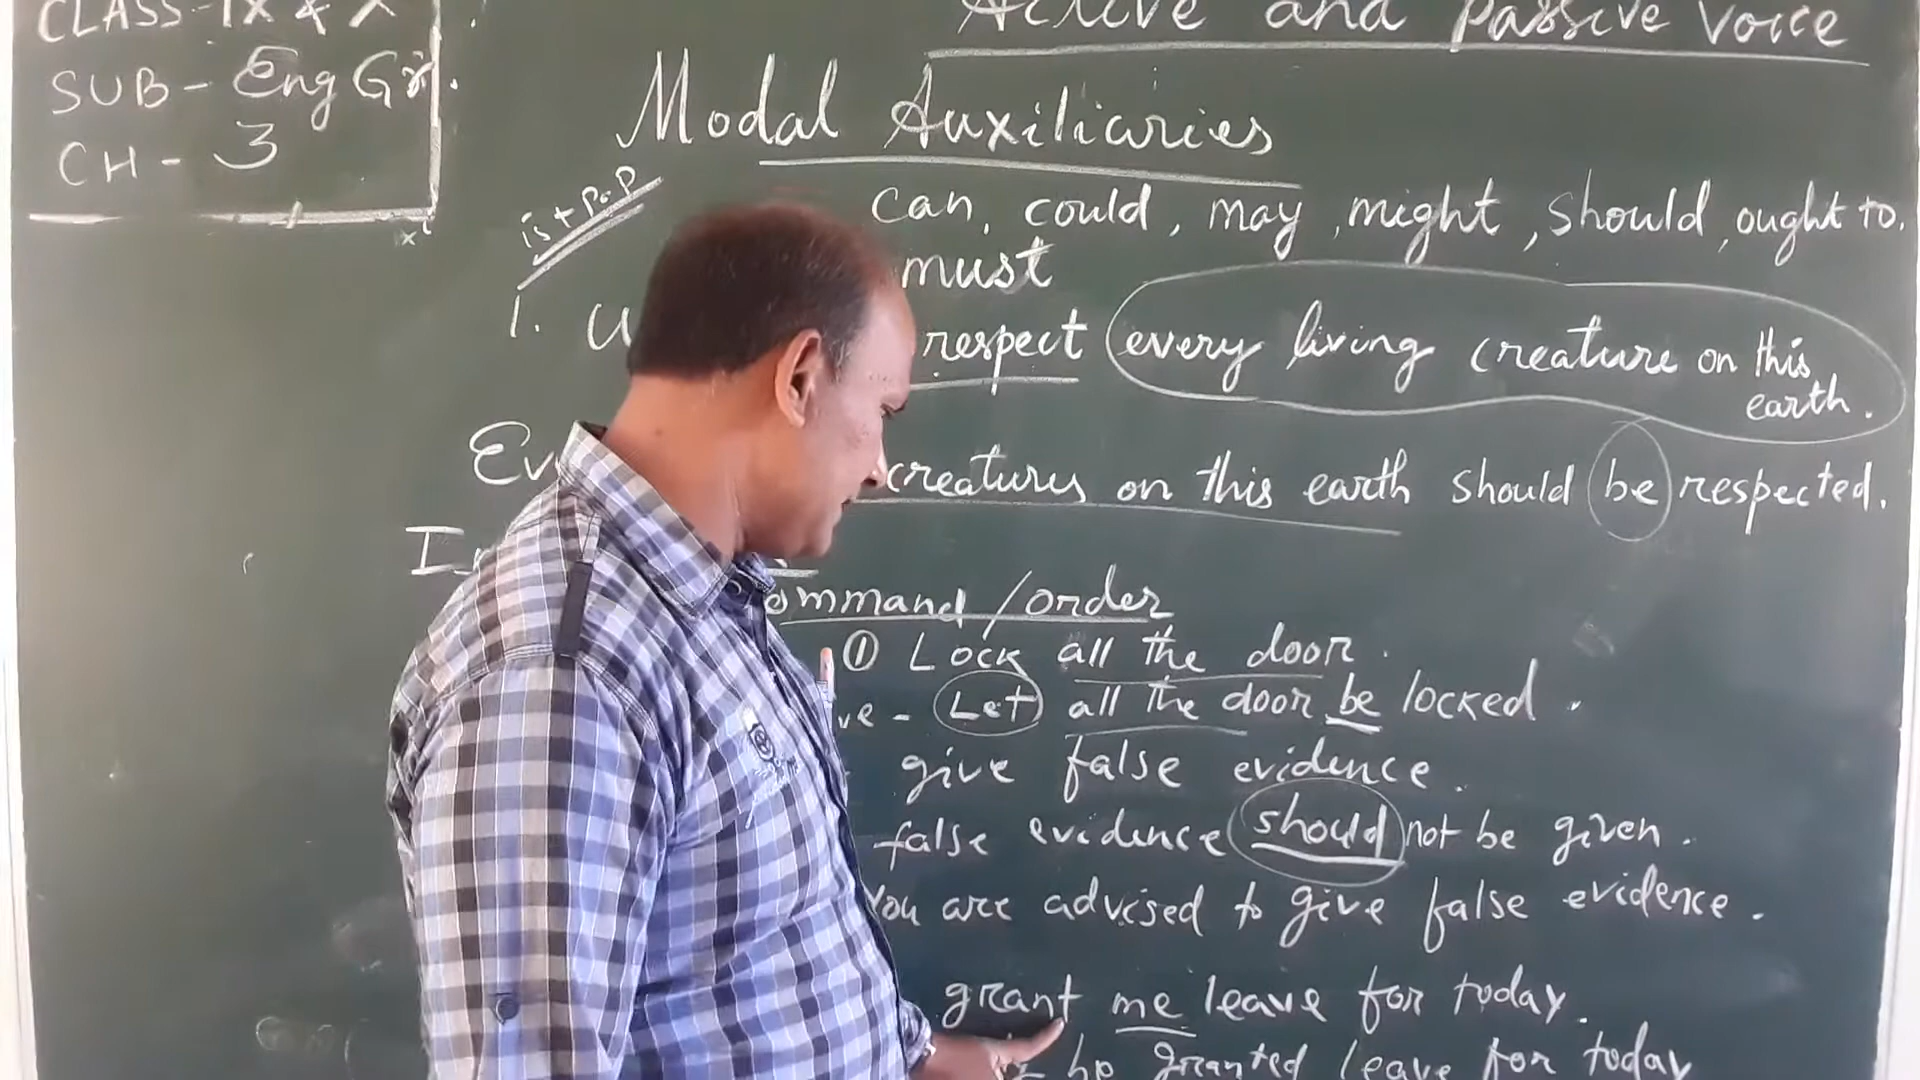 CLASS-IX & X
SUB- Eng Gr.
CH- 3
Active and Passive Voice
Modal Auxiliaries
is + P.P
can, could, may, might, should, ought to.
must
1. respect every living creature on this earth.
creatures on this earth should be respected.
command/order
① Lock all the door.
Let all the door be locked.
give false evidence.
false evidence should not be given.
You are advised to give false evidence.
grant me leave for today.
be granted leave for today